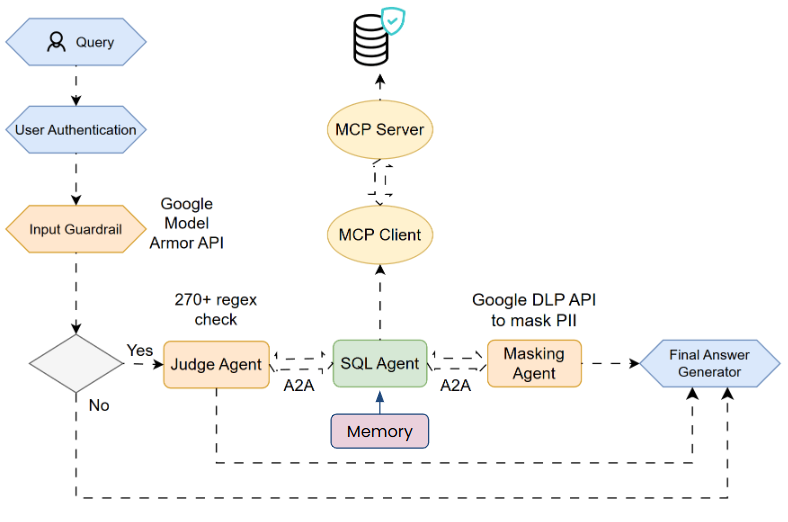 Query
User Authentication
Input Guardrail
Google
Model
Armor API
MCP Server
MCP Client
270+ regex
check
Google DLP API
to mask PII
Yes
Judge Agent
A2A
SQL Agent
A2A
Masking
Agent
Final Answer
Generator
No
Memory